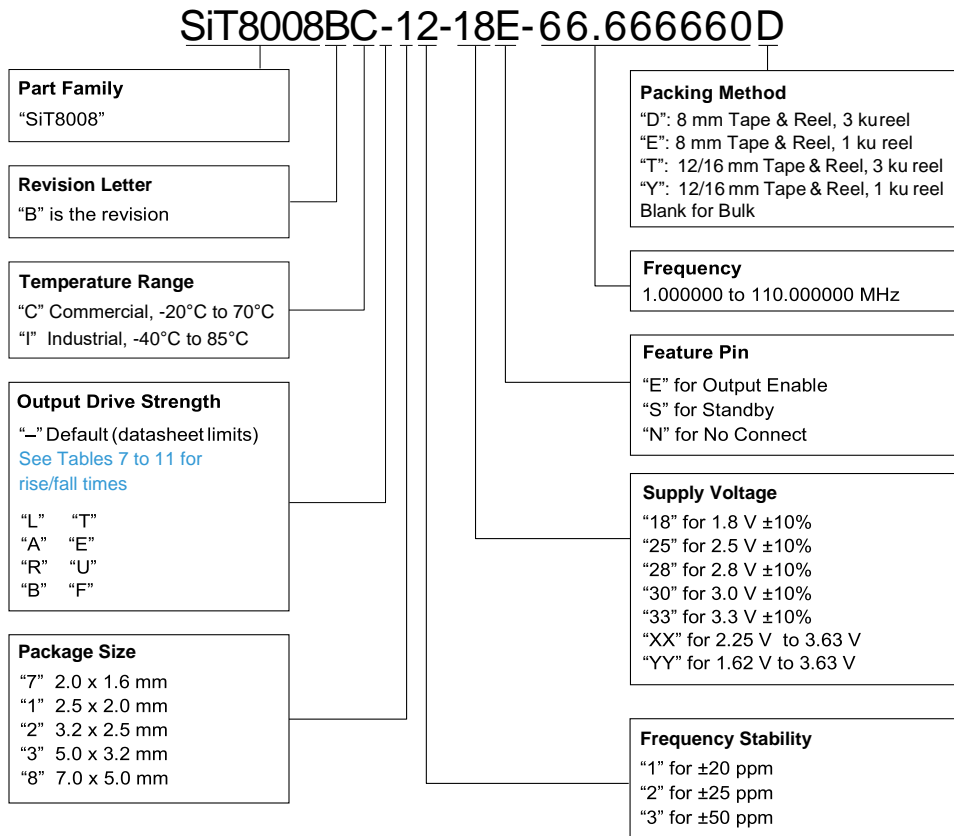 SiT8008BC-12-18E-66.666660D
Part Family
“SiT8008”
Revision Letter
“B” is the revision
Temperature Range
“C” Commercial, -20°C to 70°C
“I” Industrial, -40°C to 85°C
Output Drive Strength
“–” Default (datasheet limits)
See Tables 7 to 11 for
rise/fall times
“L” “T”
“A” “E”
“R” “U”
“B” “F”
Package Size
“7” 2.0 x 1.6 mm
“1” 2.5 x 2.0 mm
“2” 3.2 x 2.5 mm
“3” 5.0 x 3.2 mm
“8” 7.0 x 5.0 mm
Packing Method
“D”: 8 mm Tape & Reel, 3 ku reel
“E”: 8 mm Tape & Reel, 1 ku reel
“T”: 12/16 mm Tape & Reel, 3 ku reel
“Y”: 12/16 mm Tape & Reel, 1 ku reel
Blank for Bulk
Frequency
1.000000 to 110.000000 MHz
Feature Pin
“E” for Output Enable
“S” for Standby
“N” for No Connect
Supply Voltage
“18” for 1.8 V ±10%
“25” for 2.5 V ±10%
“28” for 2.8 V ±10%
“30” for 3.0 V ±10%
“33” for 3.3 V ±10%
“XX” for 2.25 V to 3.63 V
“YY” for 1.62 V to 3.63 V
Frequency Stability
“1” for ±20 ppm
“2” for ±25 ppm
“3” for ±50 ppm